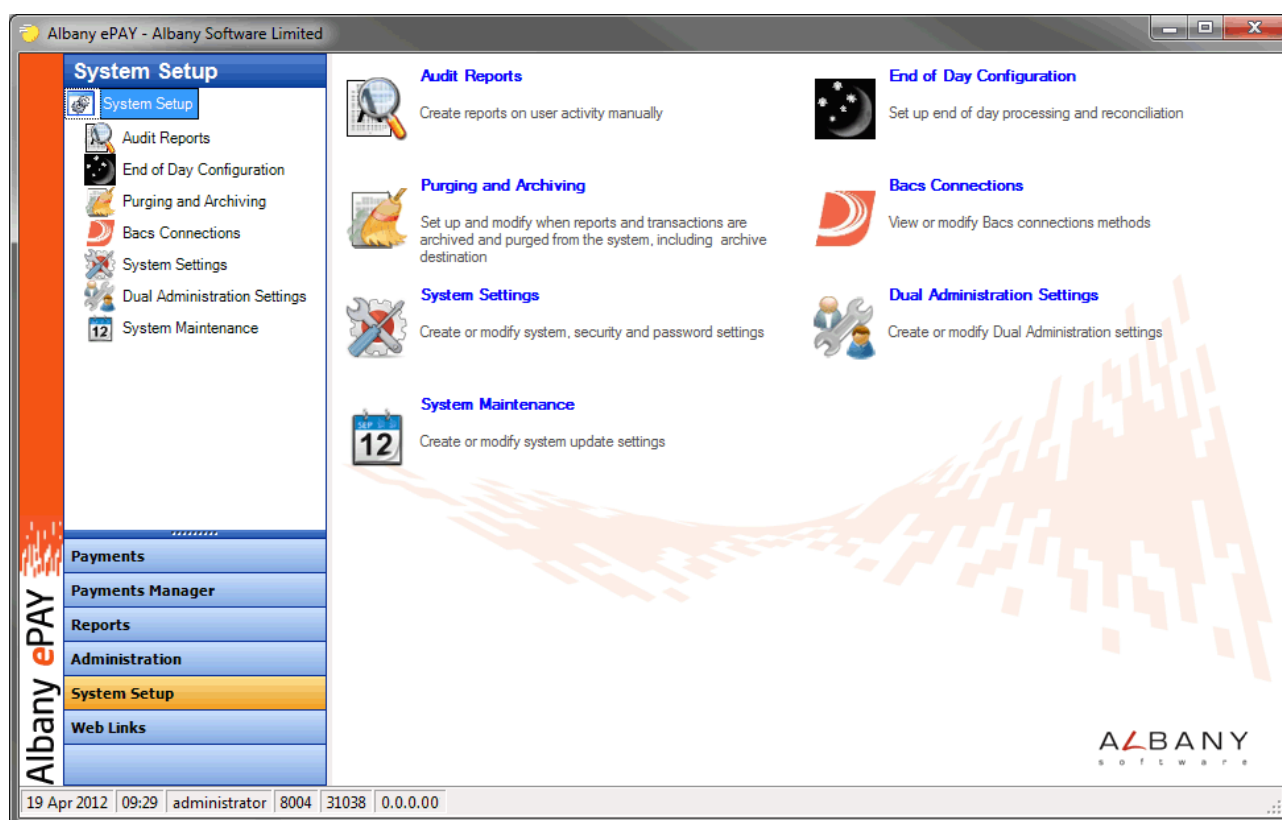 Albany ePAY - Albany Software Limited
System Setup
System Setup
Audit Reports
End of Day Configuration
Purging and Archiving
Bacs Connections
System Settings
Dual Administration Settings
12
System Maintenance
Payments
Payments Manager
Reports
Administration
System Setup
Web Links
Albany ePAY
Audit Reports
Create reports on user activity manually
End of Day Configuration
Set up end of day processing and reconciliation
Purging and Archiving
Set up and modify when reports and transactions are
archived and purged from the system, including archive
destination
Bacs Connections
View or modify Bacs connections methods
System Settings
Create or modify system, security and password settings
Dual Administration Settings
Create or modify Dual Administration settings
SEP
12
System Maintenance
Create or modify system update settings
ALBANY
software
19 Apr 2012 09:29 administrator 8004 31038 0.0.0.00